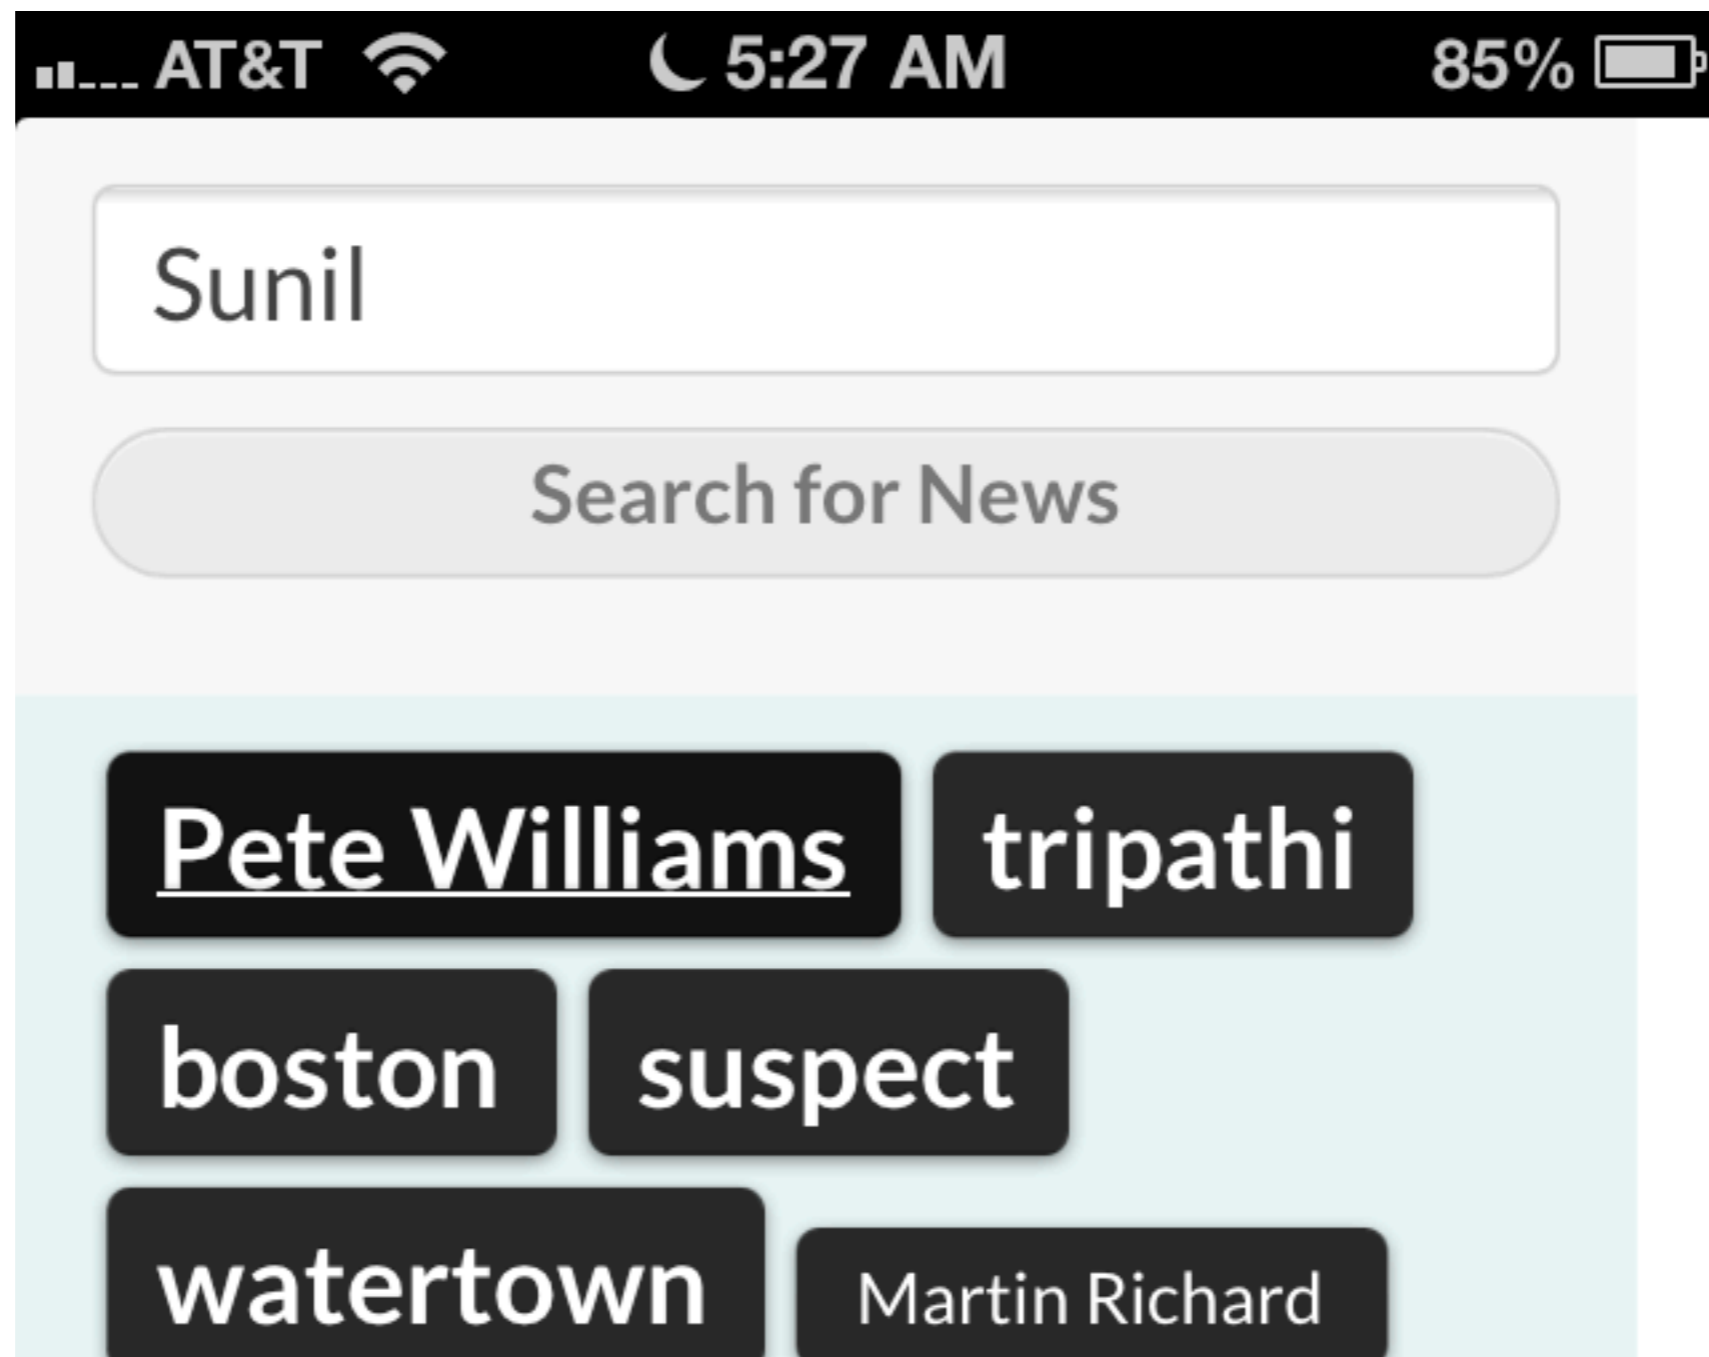 AT&T 5:27 AM 85%
Sunil
Search for News
Pete Williams tripathi
boston suspect
watertown Martin Richard